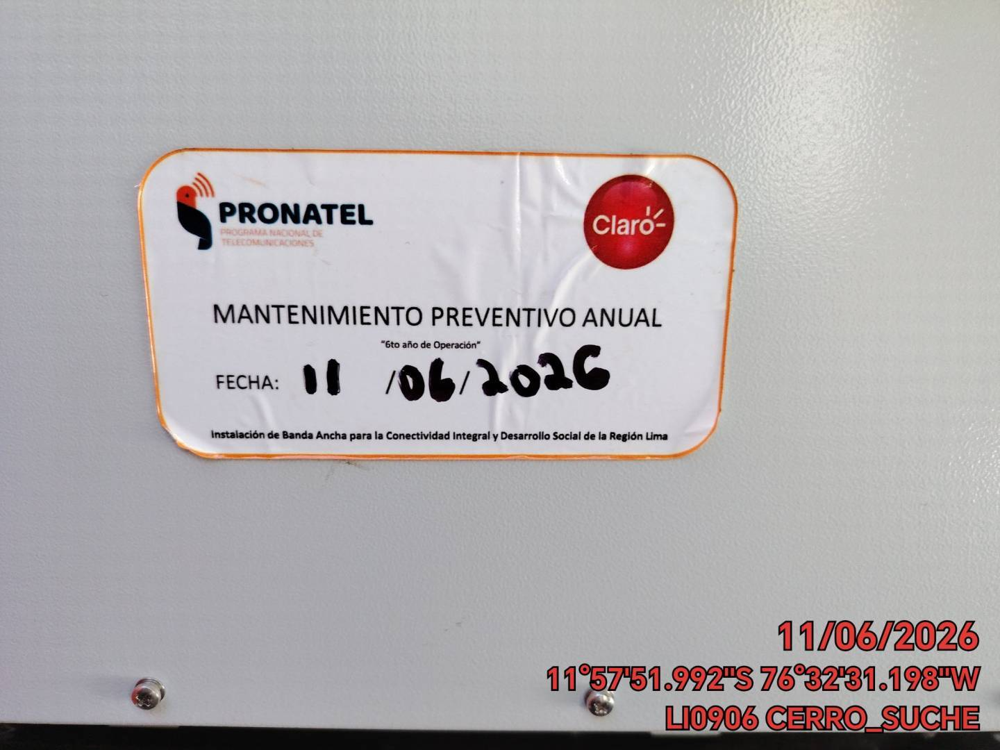 PRONATEL
PROGRAMA NACIONAL DE
TELECOMUNICACIONES
Claro
MANTENIMIENTO PREVENTIVO ANUAL
"6to año de Operación"
FECHA: 11 /06/2026
Instalación de Banda Ancha para la Conectividad Integral y Desarrollo Social de la Región Lima
11/06/2026
11°57'51.992"S 76°32'31.198"W
LI0906 CERRO_SUCHE